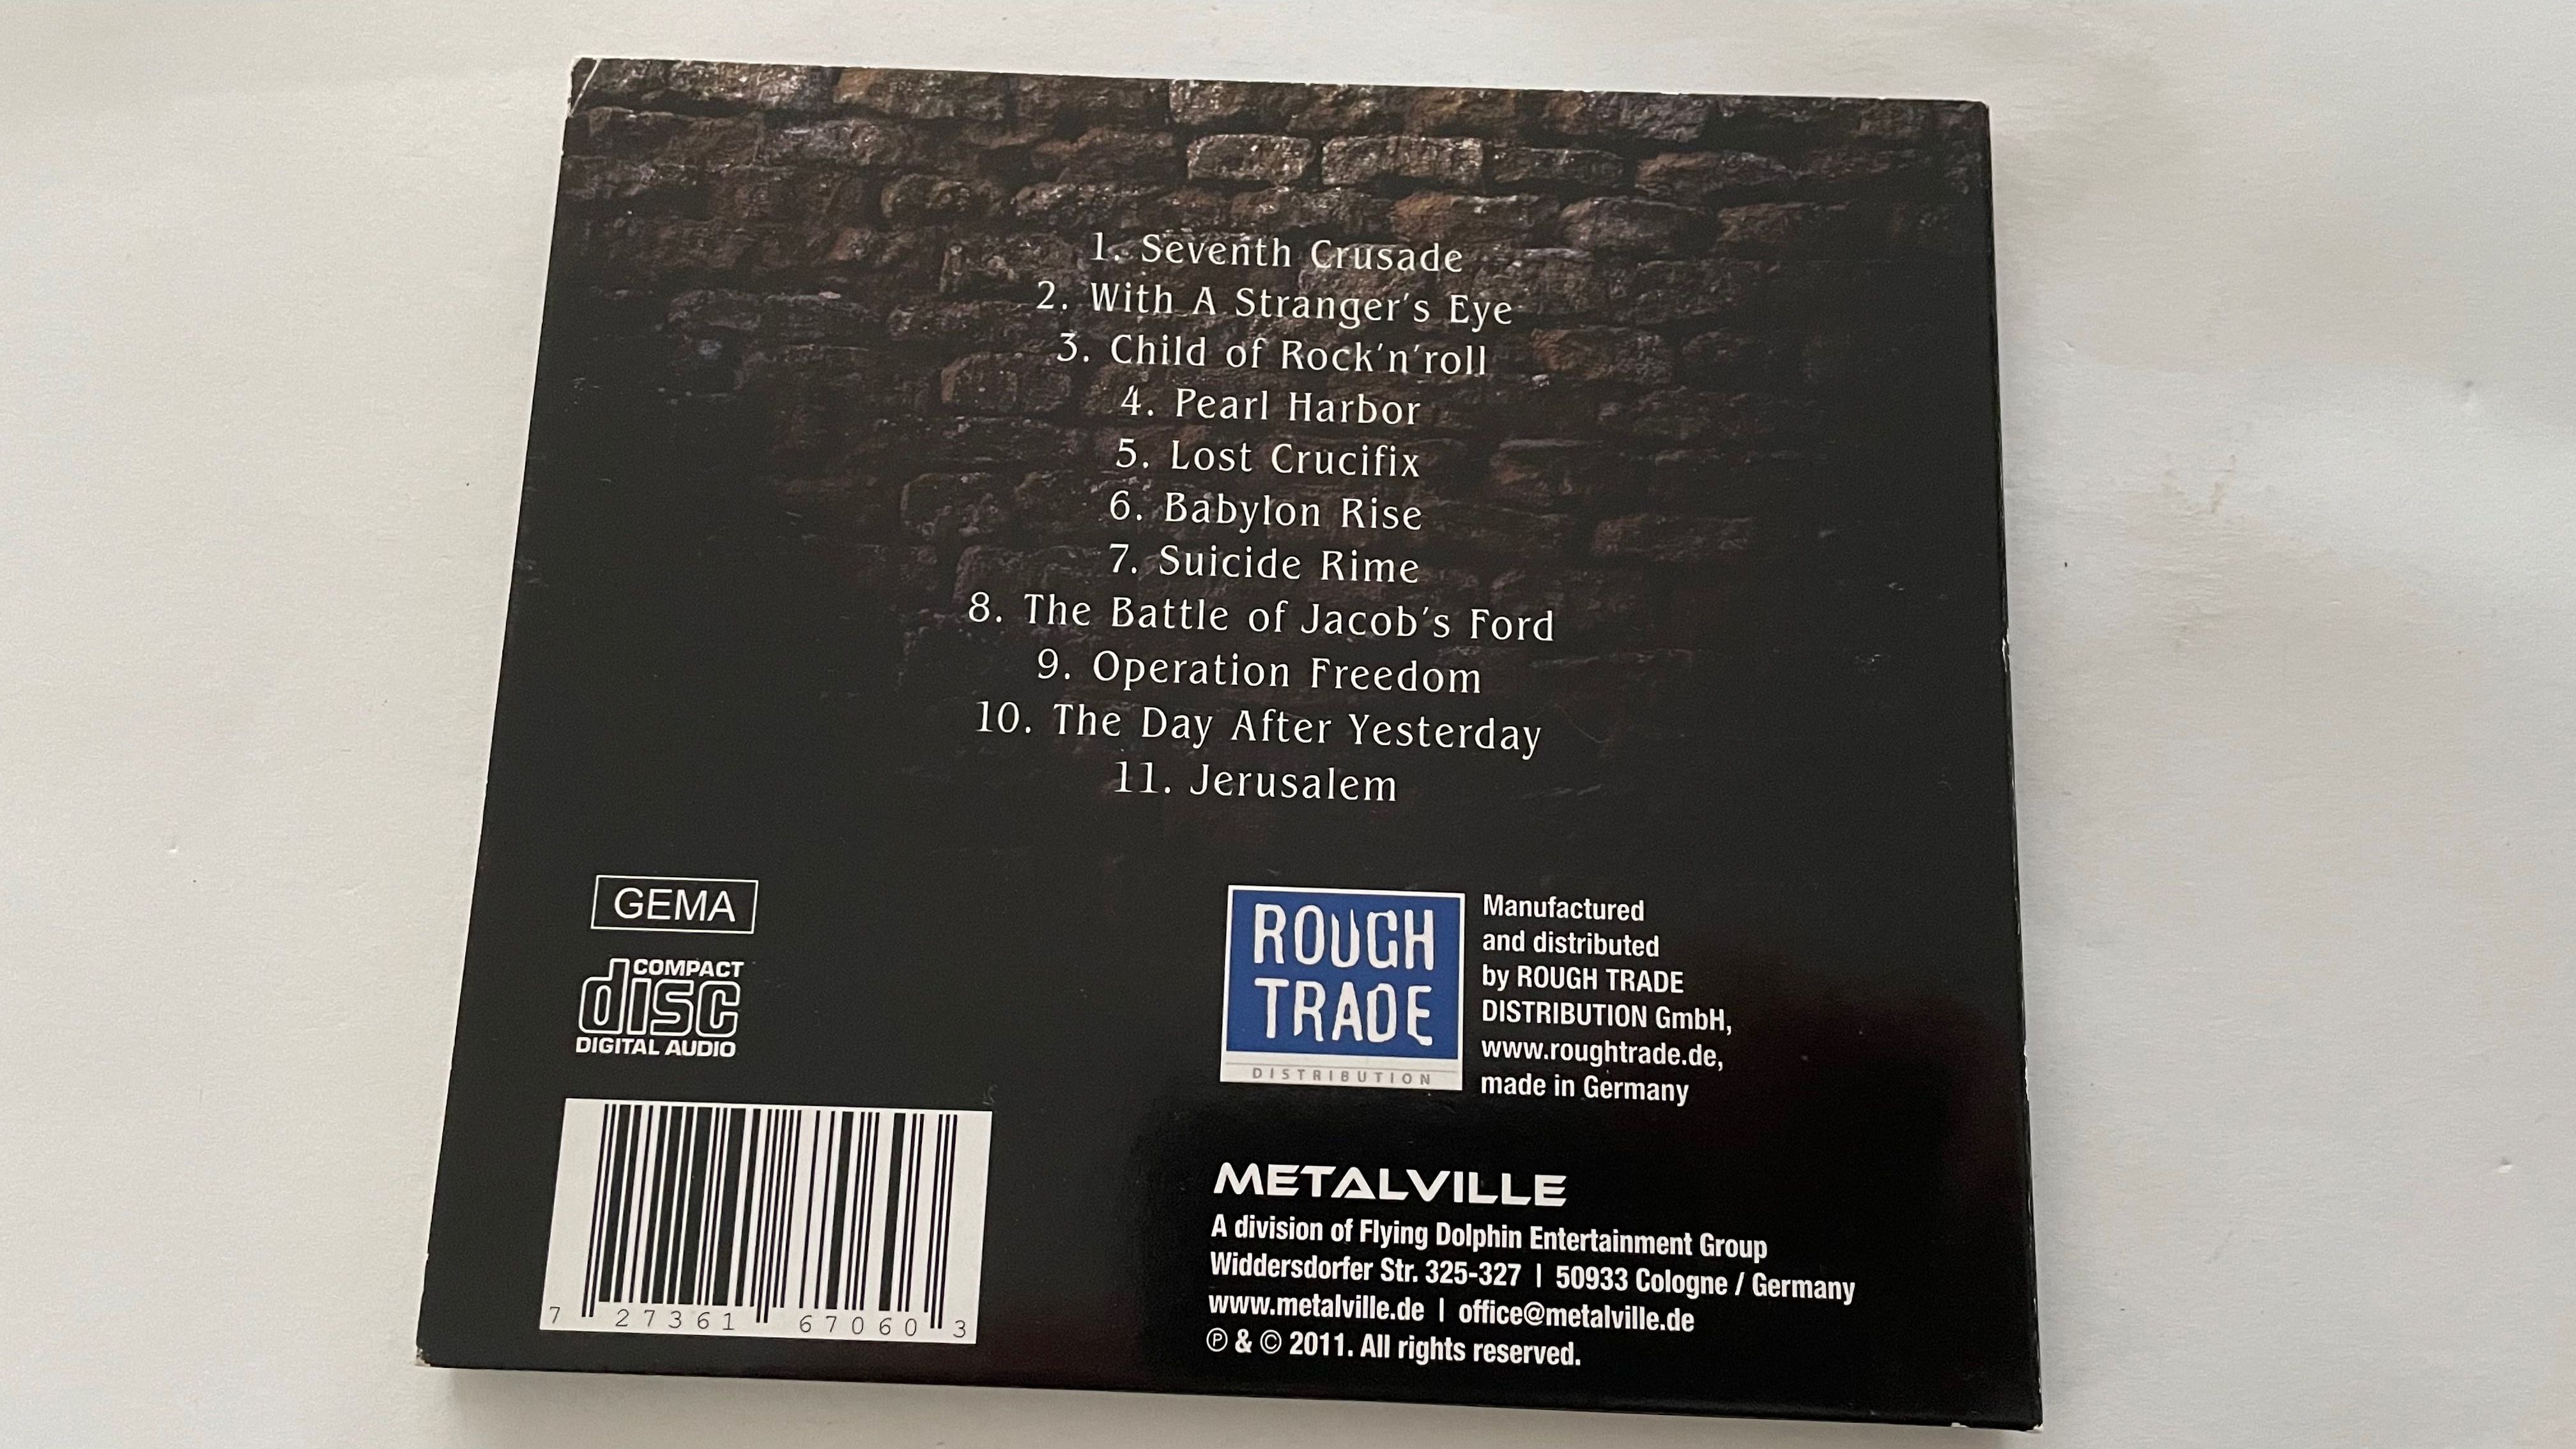 1. Seventh Crusade
2. With A Stranger's Eye
3. Child of Rock'n'roll
4. Pearl Harbor
5. Lost Crucifix
6. Babylon Rise
7. Suicide Rime
8. The Battle of Jacob's Ford
9. Operation Freedom
10. The Day After Yesterday
11. Jerusalem
GEMA
COMPACT
disc
DIGITAL AUDIO
7 27361 67060 3
ROUGH
TRADE
DISTRIBUTION
Manufactured
and distributed
by ROUGH TRADE
DISTRIBUTION GmbH,
www.roughtrade.de,
made in Germany
METALVILLE
A division of Flying Dolphin Entertainment Group
Widdersdorfer Str. 325-327 | 50933 Cologne / Germany
www.metalville.de | office@metalville.de
℗ & © 2011. All rights reserved.